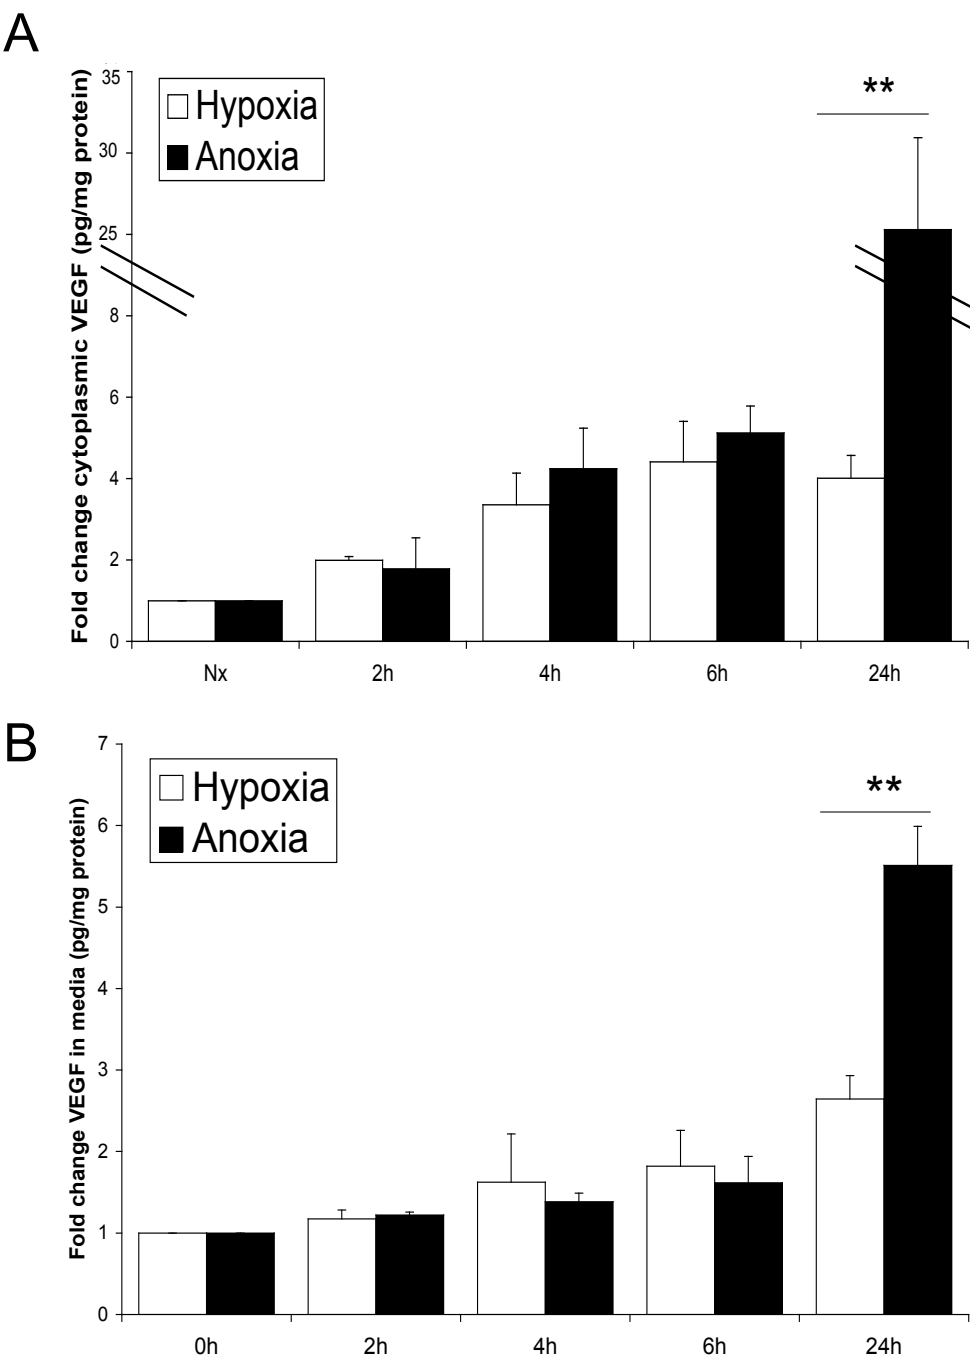 A
Fold change cytoplasmic VEGF (pg/mg protein)
35
30
25
8
6
4
2
0
Hypoxia
Anoxia
**
Nx 2h 4h 6h 24h
B
Fold change VEGF in media (pg/mg protein)
7
6
5
4
3
2
1
0
Hypoxia
Anoxia
**
0h 2h 4h 6h 24h